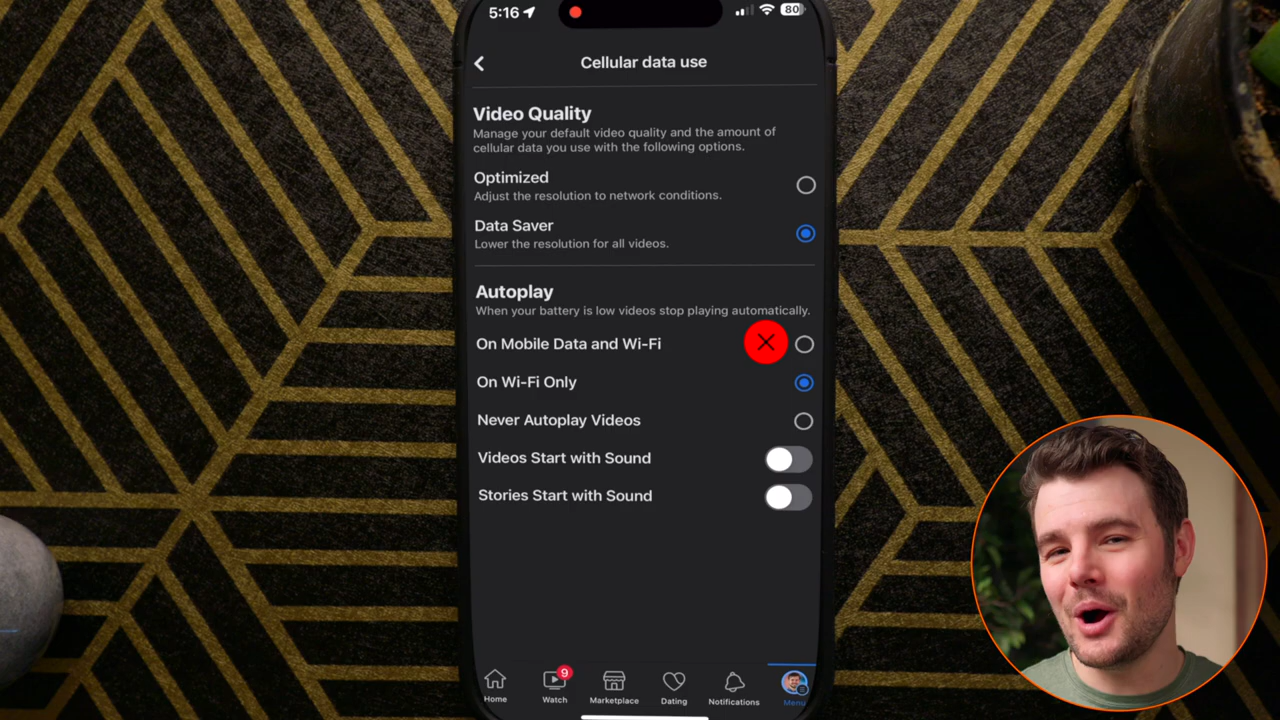 5:16
80
Cellular data use
Video Quality
Manage your default video quality and the amount of
cellular data you use with the following options.
Optimized
Adjust the resolution to network conditions.
Data Saver
Lower the resolution for all videos.
Autoplay
When your battery is low videos stop playing automatically.
On Mobile Data and Wi-Fi
On Wi-Fi Only
Never Autoplay Videos
Videos Start with Sound
Stories Start with Sound
9
Home
Watch
Marketplace
Dating
Notifications
Menu